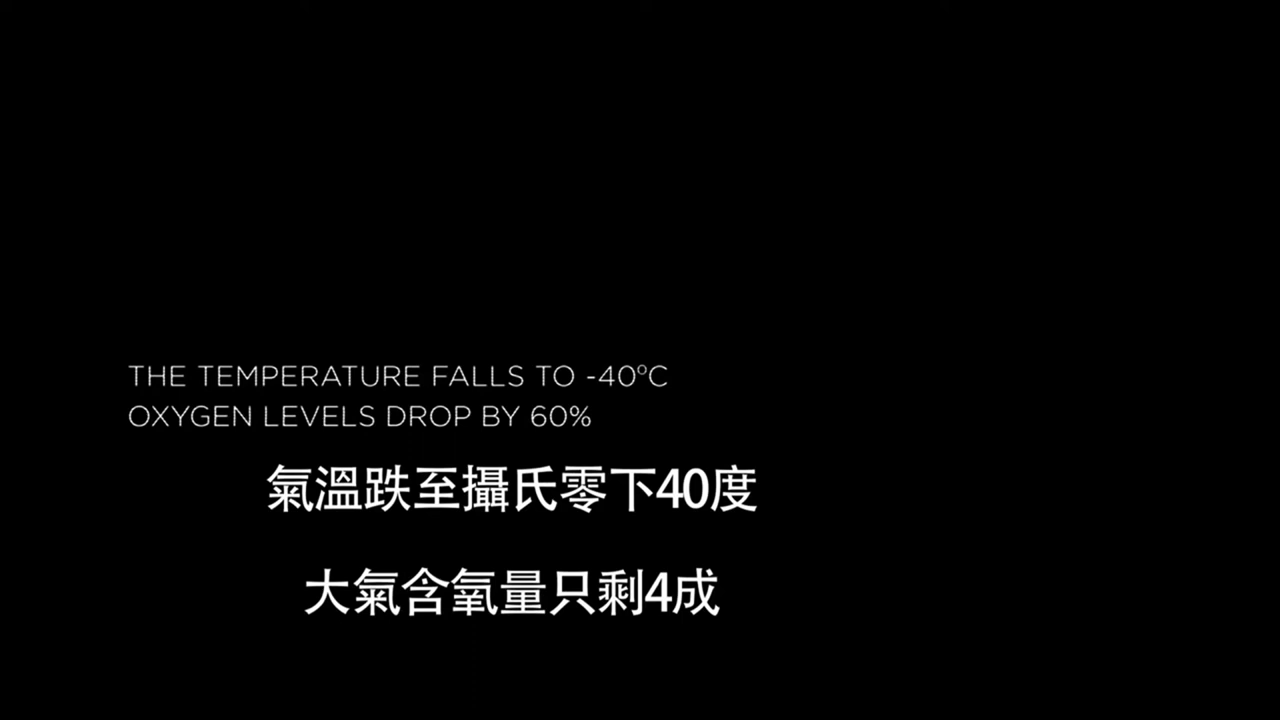 THE TEMPERATURE FALLS TO -40ºC
OXYGEN LEVELS DROP BY 60%
氣溫跌至攝氏零下40度
大氣含氧量只剩4成